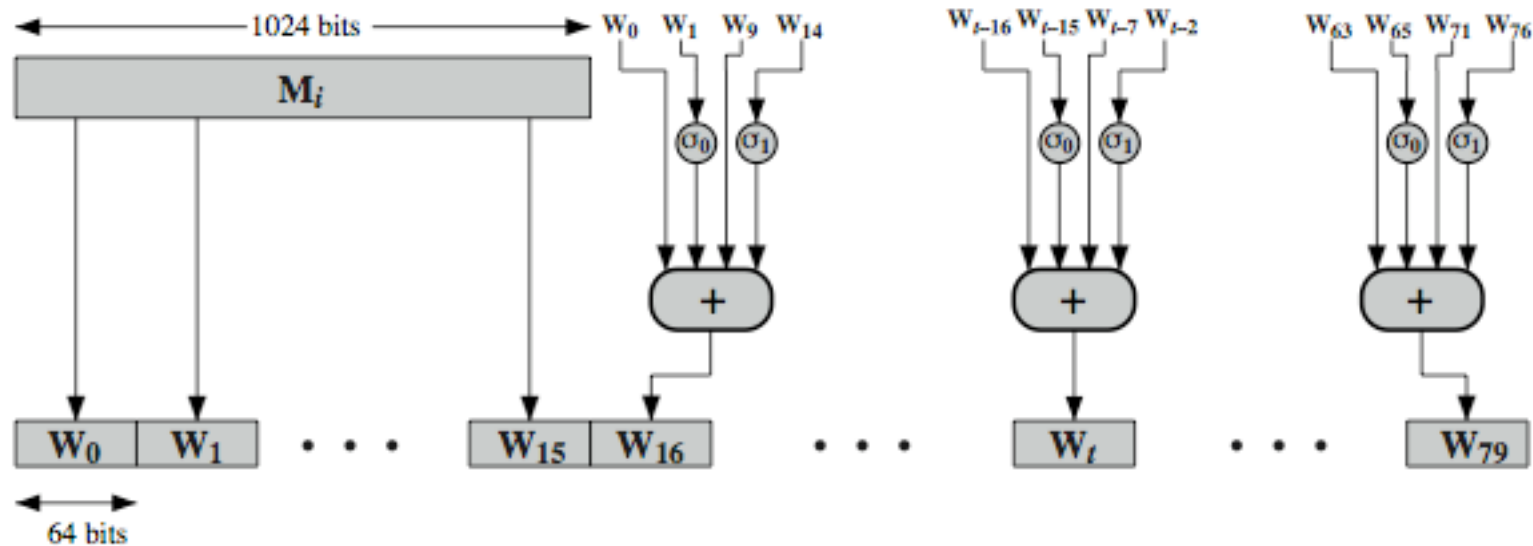 1024 bits
W₀ W₁ W₉ W₁₄
Wₜ₋₁₆ Wₜ₋₁₅ Wₜ₋₇ Wₜ₋₂
W₆₃ W₆₅ W₇₁ W₇₆
Mᵢ
σ₀ σ₁
σ₀ σ₁
σ₀ σ₁
+ + +
W₀ W₁ • • • W₁₅ W₁₆ • • • Wₜ • • • W₇₉
64 bits